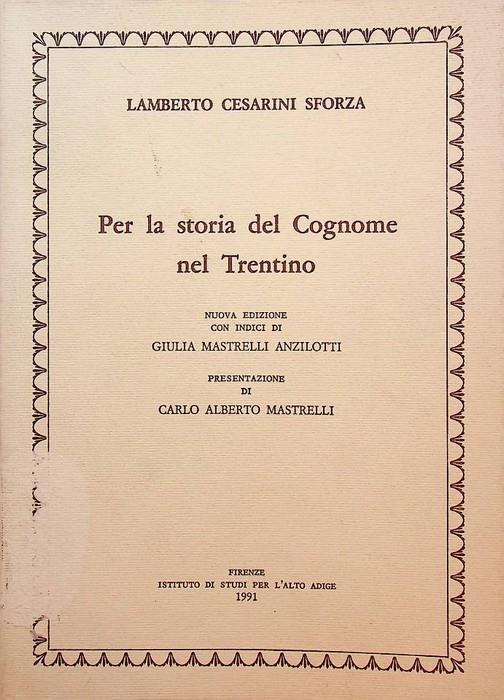 LAMBERTO CESARINI SFORZA
Per la storia del Cognome
nel Trentino
NUOVA EDIZIONE
CON INDICI DI
GIULIA MASTRELLI ANZILOTTI
PRESENTAZIONE
DI
CARLO ALBERTO MASTRELLI
FIRENZE
ISTITUTO DI STUDI PER L'ALTO ADIGE
1991